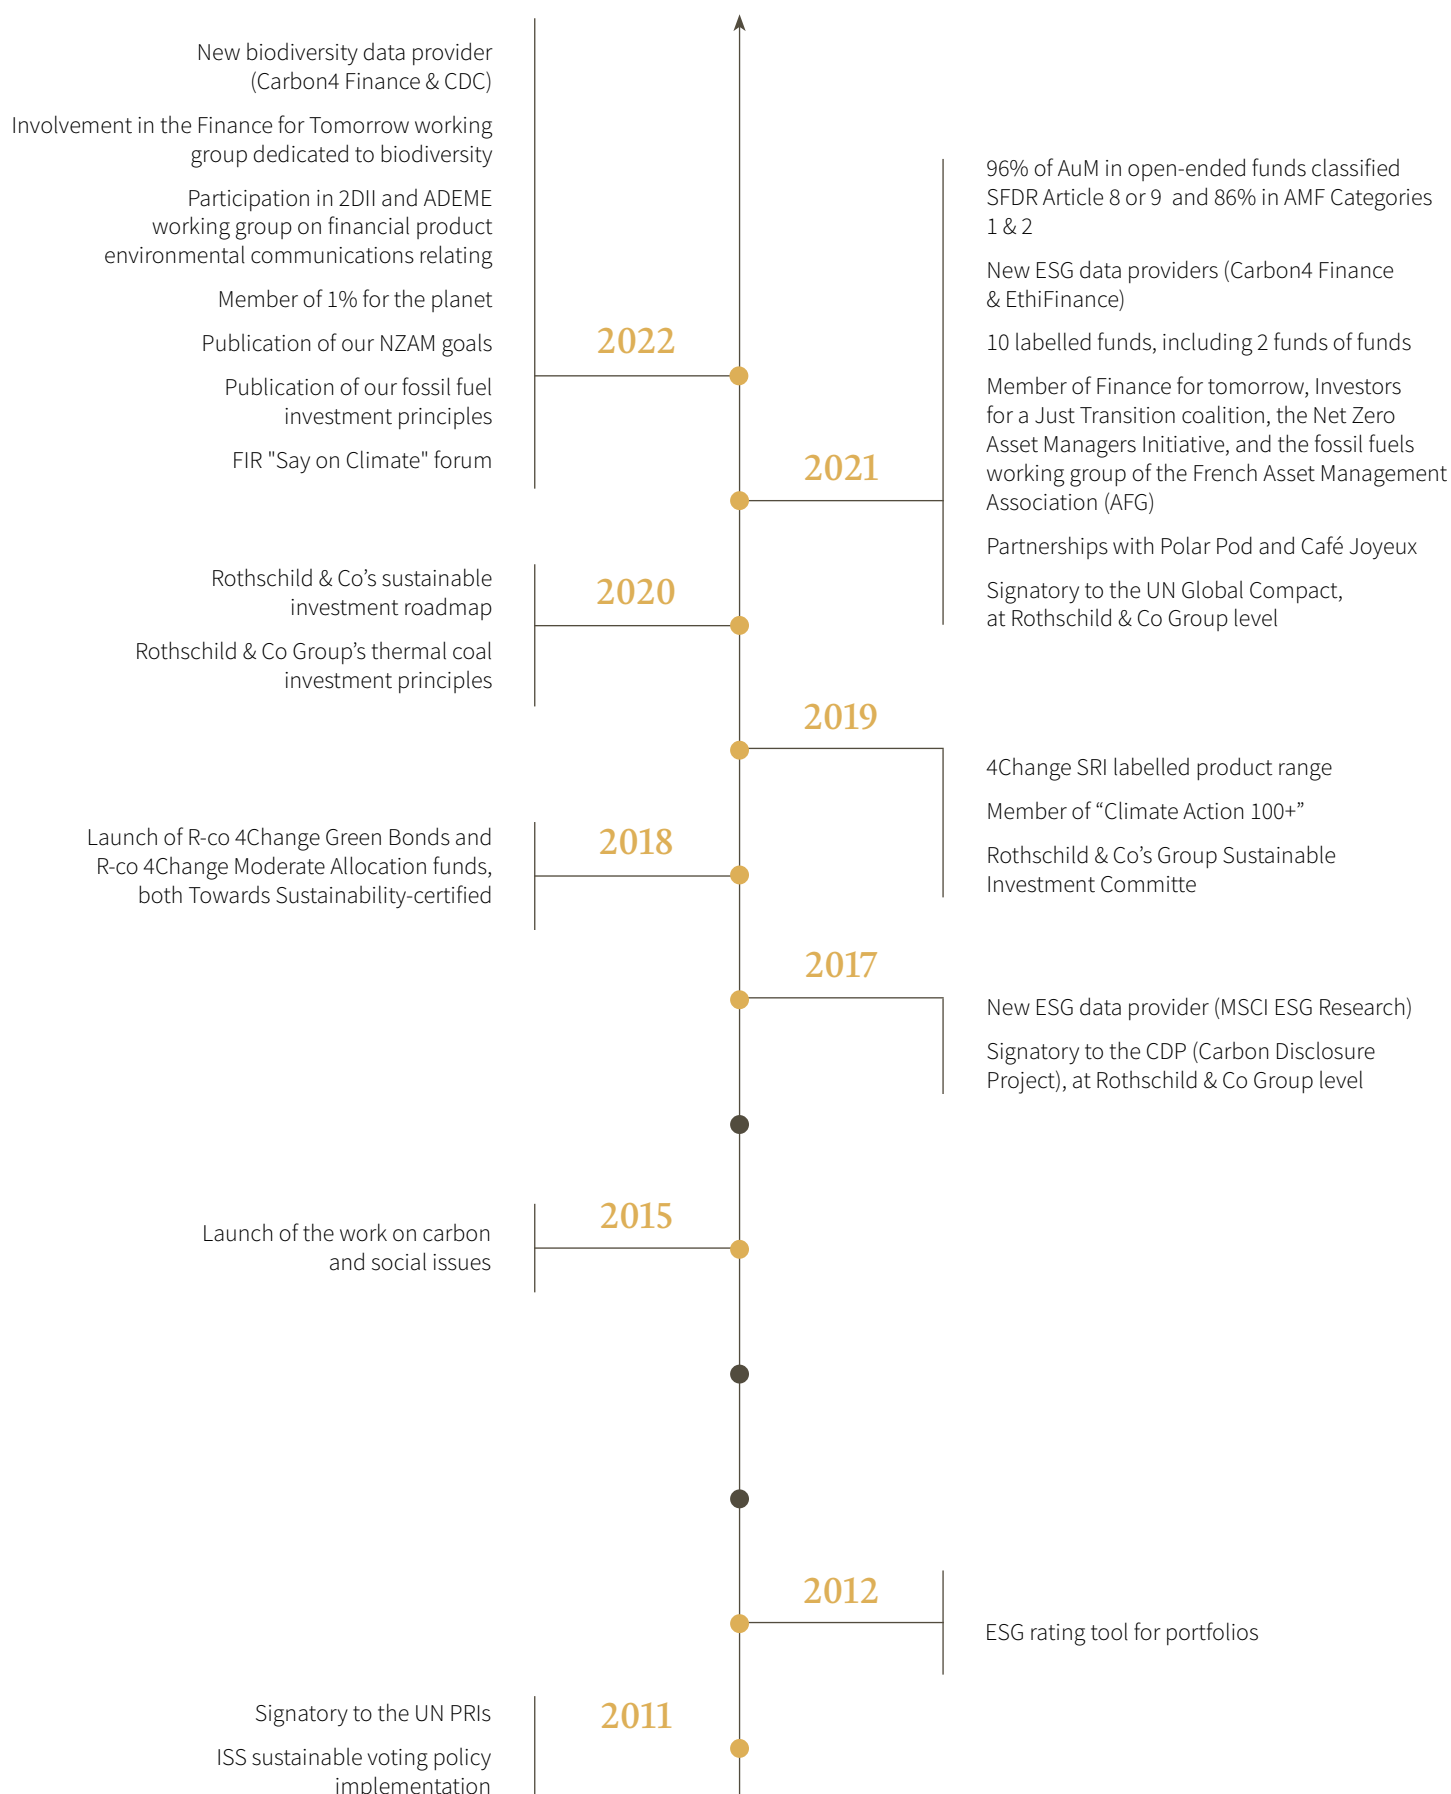 New biodiversity data provider
(Carbon4 Finance & CDC)
Involvement in the Finance for Tomorrow working
group dedicated to biodiversity
Participation in 2DII and ADEME
working group on financial product
environmental communications relating
Member of 1% for the planet
Publication of our NZAM goals
Publication of our fossil fuel
investment principles
FIR "Say on Climate" forum
2022
96% of AuM in open-ended funds classified
SFDR Article 8 or 9 and 86% in AMF Categories
1 & 2
New ESG data providers (Carbon4 Finance
& EthiFinance)
10 labelled funds, including 2 funds of funds
Member of Finance for tomorrow, Investors
for a Just Transition coalition, the Net Zero
Asset Managers Initiative, and the fossil fuels
working group of the French Asset Management
Association (AFG)
Partnerships with Polar Pod and Café Joyeux
Signatory to the UN Global Compact,
at Rothschild & Co Group level
2021
Rothschild & Co’s sustainable
investment roadmap
Rothschild & Co Group’s thermal coal
investment principles
2020
2019
4Change SRI labelled product range
Member of “Climate Action 100+”
Rothschild & Co’s Group Sustainable
Investment Committe
Launch of R-co 4Change Green Bonds and
R-co 4Change Moderate Allocation funds,
both Towards Sustainability-certified
2018
2017
New ESG data provider (MSCI ESG Research)
Signatory to the CDP (Carbon Disclosure
Project), at Rothschild & Co Group level
Launch of the work on carbon
and social issues
2015
2012
ESG rating tool for portfolios
Signatory to the UN PRIs
ISS sustainable voting policy
implementation
2011